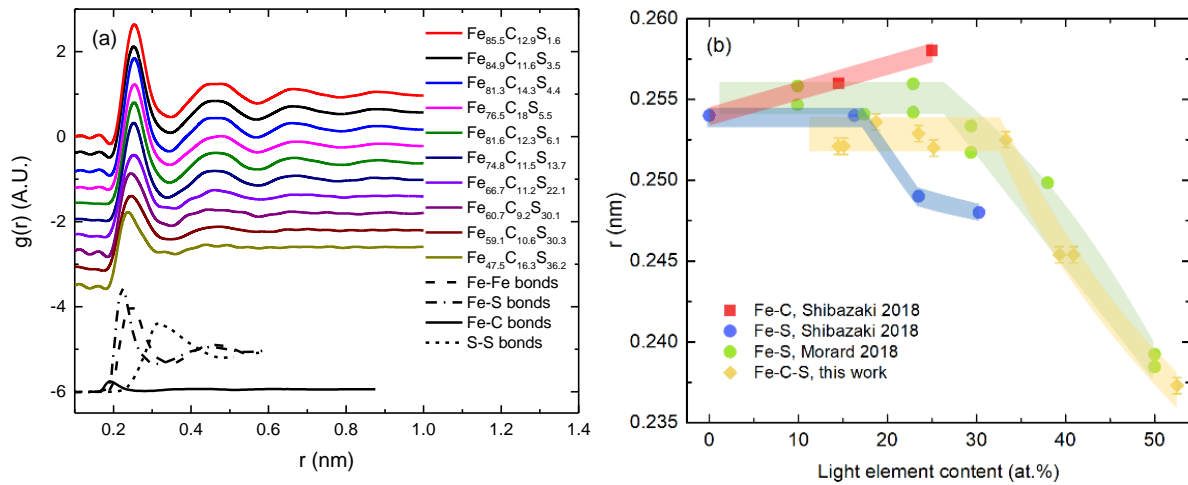 (a)
g(r) (A.U.)
2
0
-2
-4
-6
0.2 0.4 0.6 0.8 1.0 1.2 1.4
r (nm)
Fe85.5C12.9S1.6
Fe84.9C11.6S3.5
Fe81.3C14.3S4.4
Fe76.5C18S5.5
Fe81.6C12.3S6.1
Fe74.8C11.5S13.7
Fe66.7C11.2S22.1
Fe60.7C9.2S30.1
Fe59.1C10.6S30.3
Fe47.5C16.3S36.2
Fe-Fe bonds
Fe-S bonds
Fe-C bonds
S-S bonds
(b)
r (nm)
0.260
0.255
0.250
0.245
0.240
0.235
Fe-C, Shibazaki 2018
Fe-S, Shibazaki 2018
Fe-S, Morard 2018
Fe-C-S, this work
0 10 20 30 40 50
Light element content (at.%)